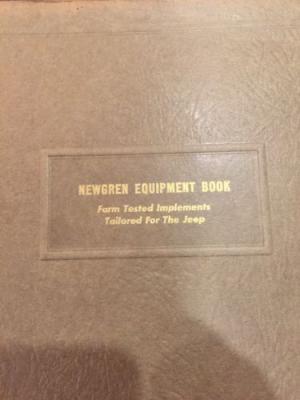 NEWGREN EQUIPMENT BOOK
Farm Tested Implements
Tailored For The Jeep